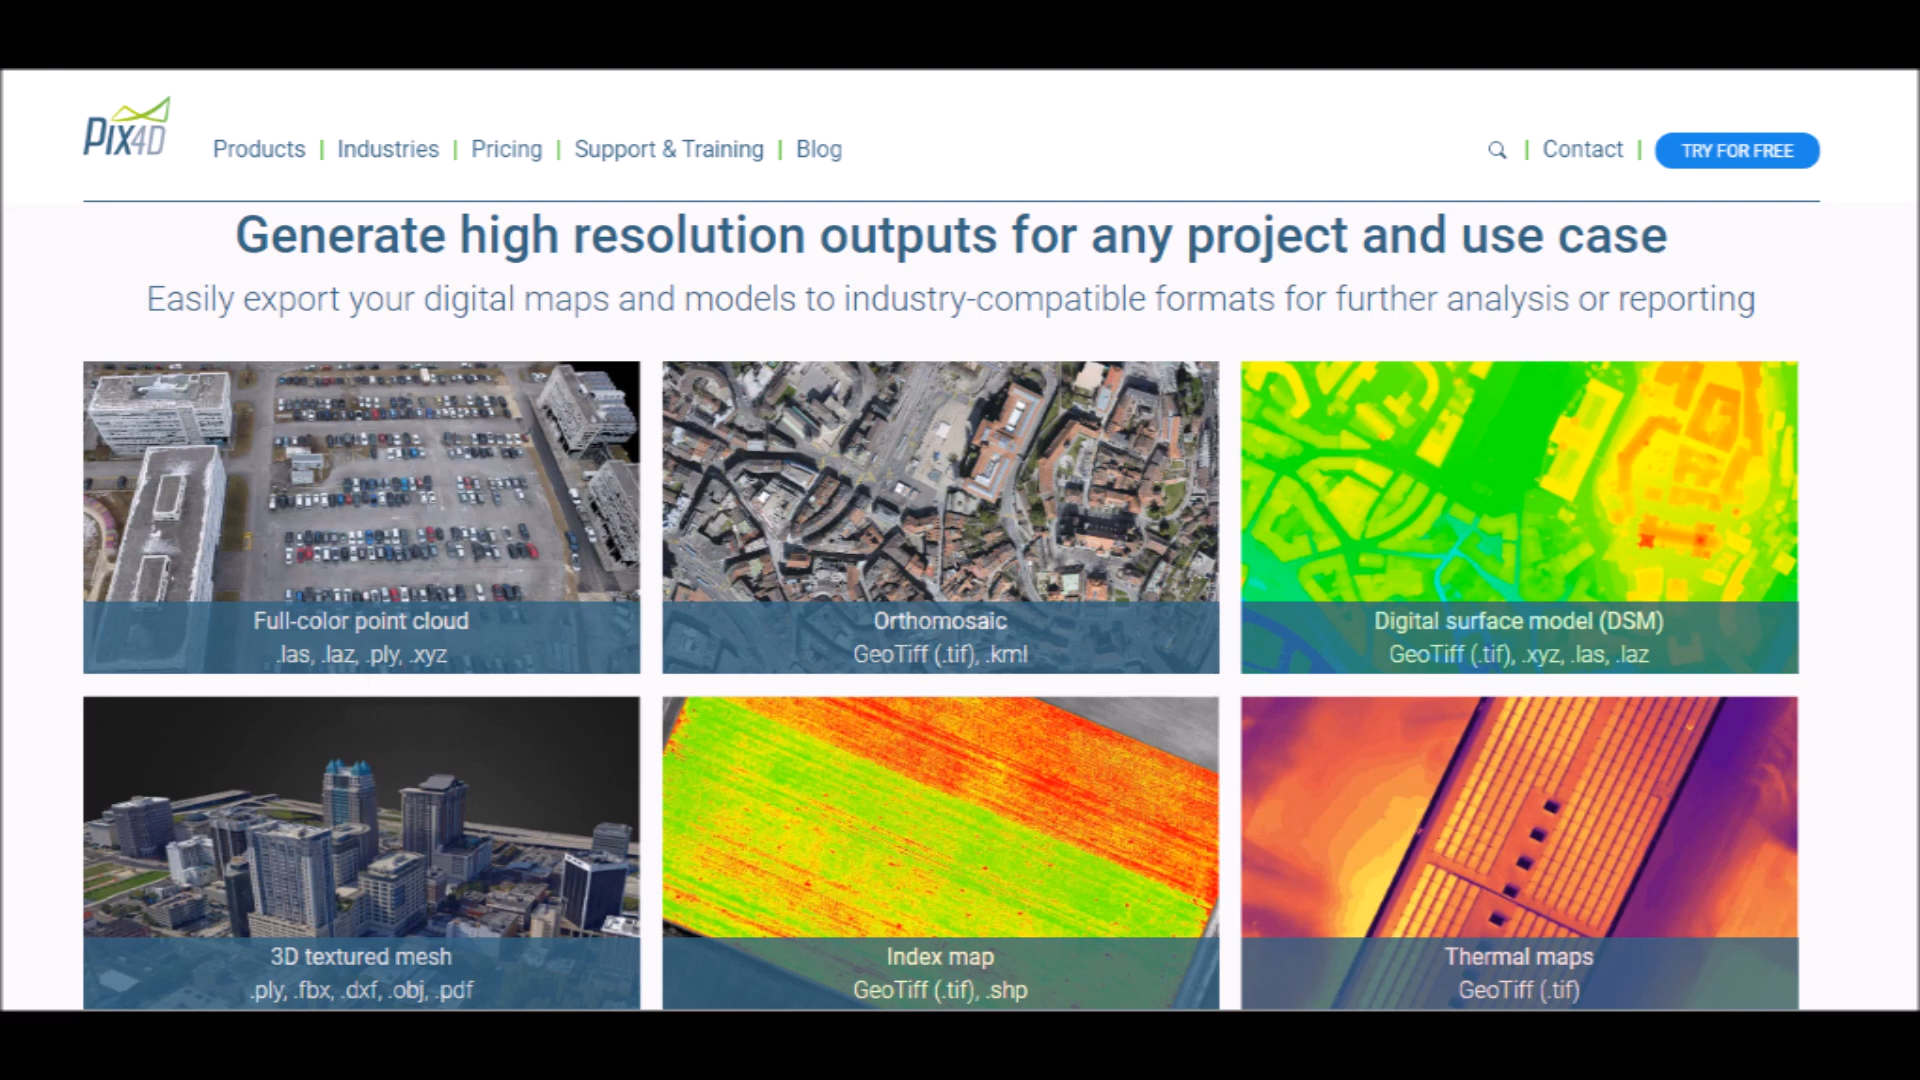 PIX4D
Products | Industries | Pricing | Support & Training | Blog
| Contact | TRY FOR FREE
Generate high resolution outputs for any project and use case
Easily export your digital maps and models to industry-compatible formats for further analysis or reporting
Full-color point cloud
.las, .laz, .ply, .xyz
Orthomosaic
GeoTiff (.tif), .kml
Digital surface model (DSM)
GeoTiff (.tif), .xyz, .las, .laz
3D textured mesh
.ply, .fbx, .dxf, .obj, .pdf
Index map
GeoTiff (.tif), .shp
Thermal maps
GeoTiff (.tif)